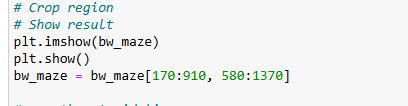 # Crop region
# Show result
plt.imshow(bw_maze)
plt.show()
bw_maze = bw_maze[170:910, 580:1370]